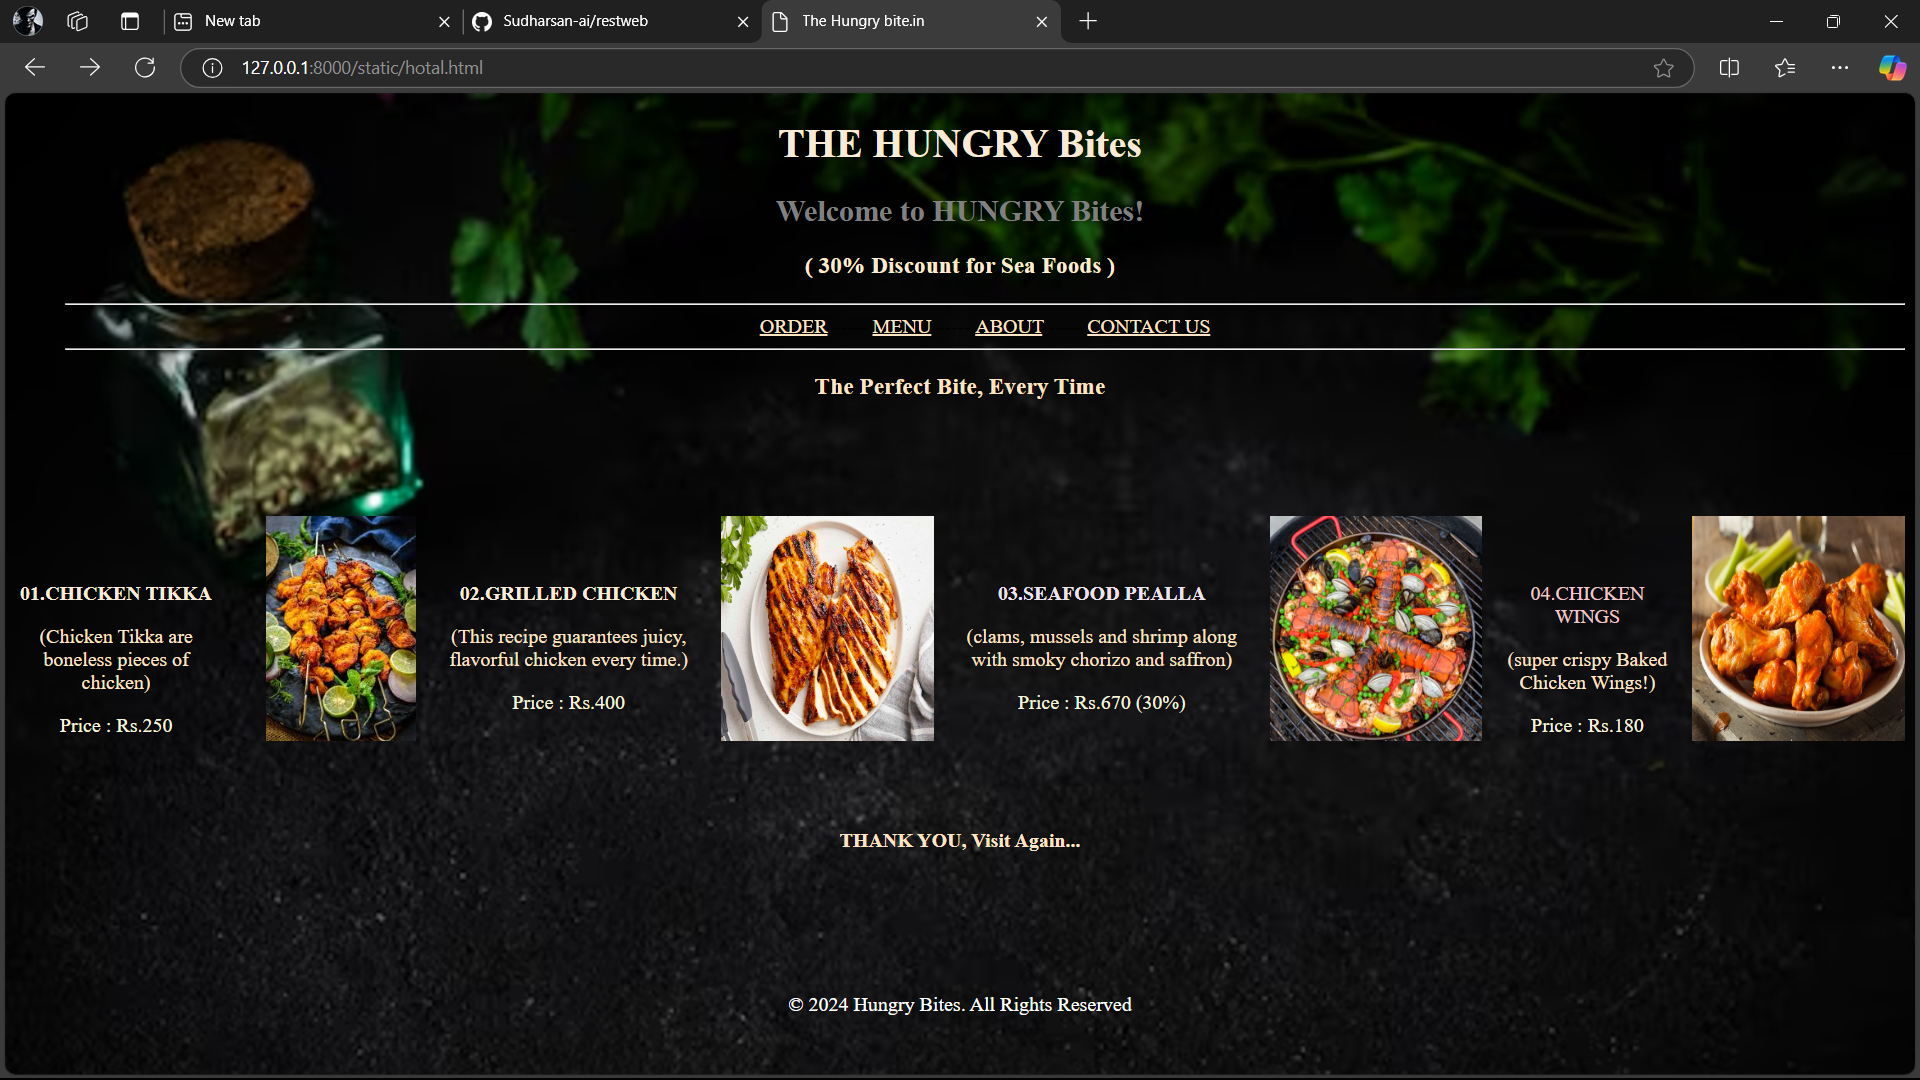 New tab
Sudharsan-ai/restweb
The Hungry bite.in
127.0.0.1:8000/static/hotal.html
THE HUNGRY Bites
Welcome to HUNGRY Bites!
( 30% Discount for Sea Foods )
ORDER MENU ABOUT CONTACT US
The Perfect Bite, Every Time
01.CHICKEN TIKKA
(Chicken Tikka are
boneless pieces of
chicken)
Price : Rs.250
02.GRILLED CHICKEN
(This recipe guarantees juicy,
flavorful chicken every time.)
Price : Rs.400
03.SEAFOOD PEALLA
(clams, mussels and shrimp along
with smoky chorizo and saffron)
Price : Rs.670 (30%)
04.CHICKEN
WINGS
(super crispy Baked
Chicken Wings!)
Price : Rs.180
THANK YOU, Visit Again...
© 2024 Hungry Bites. All Rights Reserved